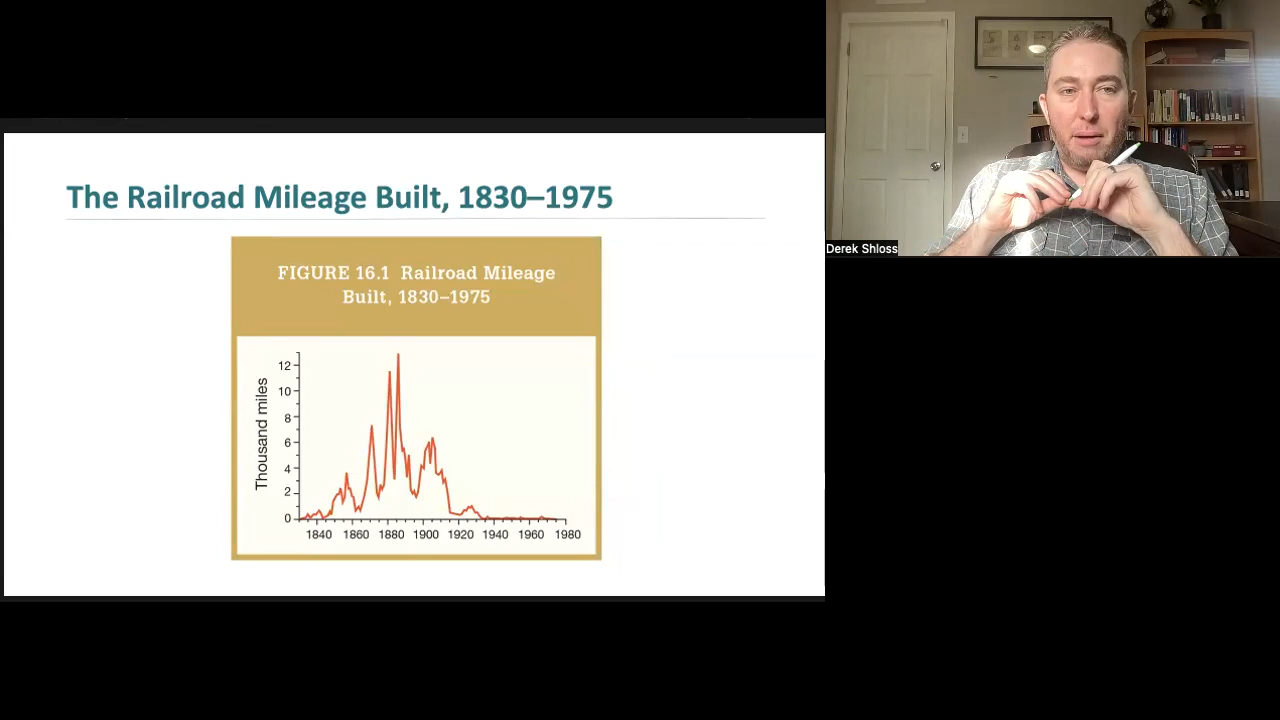 The Railroad Mileage Built, 1830–1975
FIGURE 16.1 Railroad Mileage
Built, 1830–1975
Thousand miles
12
10
8
6
4
2
0
1840 1860 1880 1900 1920 1940 1960 1980
Derek Shloss